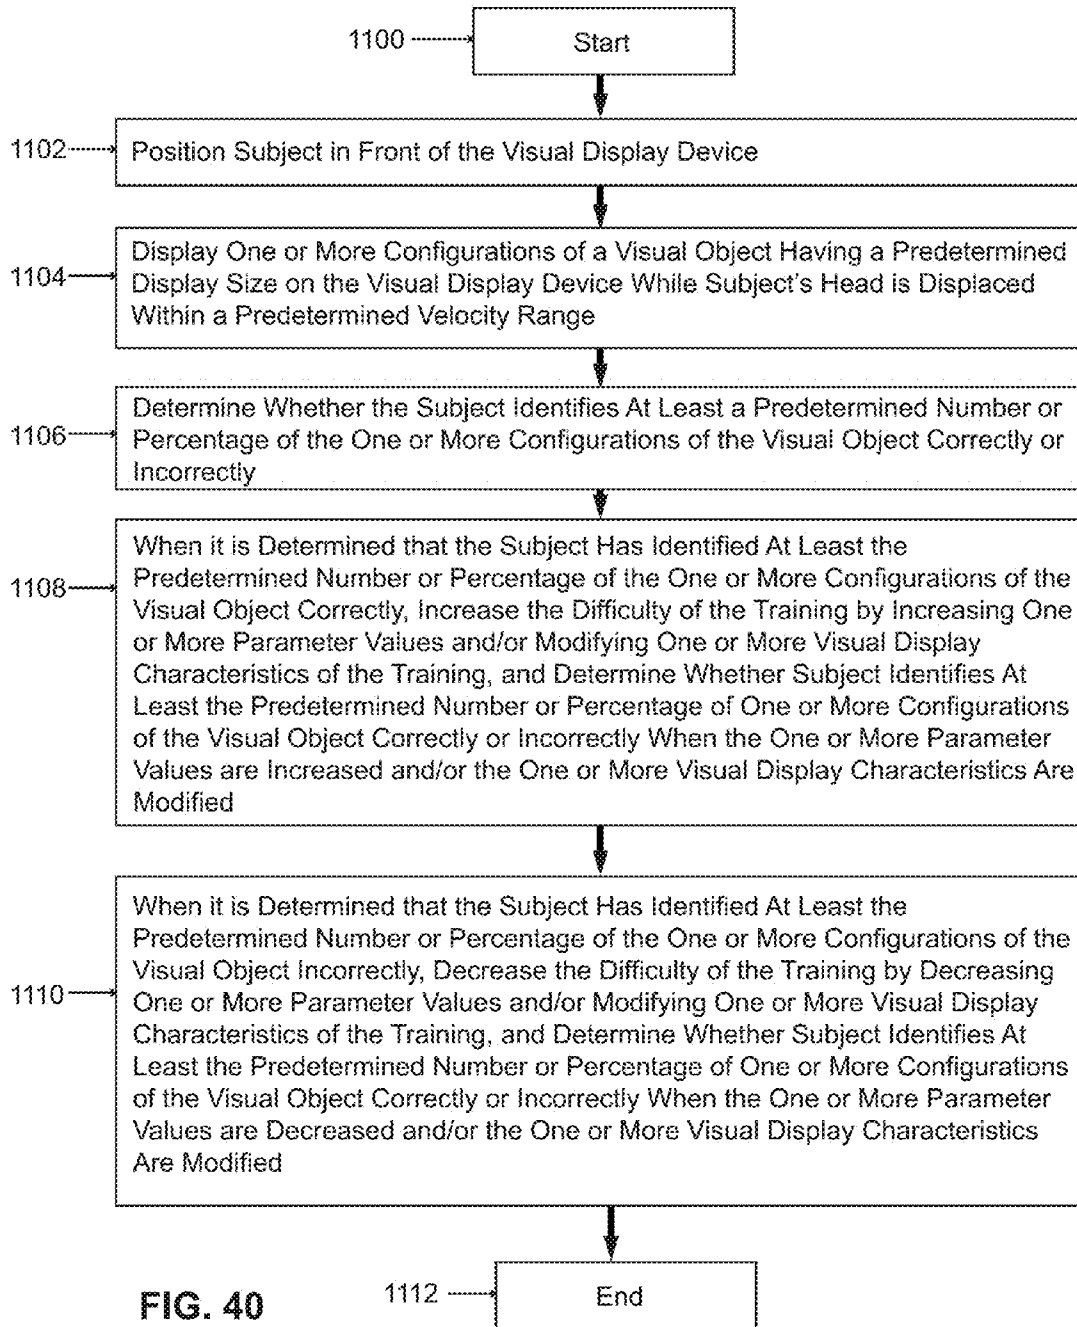 1100
Start
1102
Position Subject in Front of the Visual Display Device
1104
Display One or More Configurations of a Visual Object Having a Predetermined
Display Size on the Visual Display Device While Subject's Head is Displaced
Within a Predetermined Velocity Range
1106
Determine Whether the Subject Identifies At Least a Predetermined Number or
Percentage of the One or More Configurations of the Visual Object Correctly or
Incorrectly
1108
When it is Determined that the Subject Has Identified At Least the
Predetermined Number or Percentage of the One or More Configurations of the
Visual Object Correctly, Increase the Difficulty of the Training by Increasing One
or More Parameter Values and/or Modifying One or More Visual Display
Characteristics of the Training, and Determine Whether Subject Identifies At
Least the Predetermined Number or Percentage of One or More Configurations
of the Visual Object Correctly or Incorrectly When the One or More Parameter
Values are Increased and/or the One or More Visual Display Characteristics Are
Modified
1110
When it is Determined that the Subject Has Identified At Least the
Predetermined Number or Percentage of the One or More Configurations of the
Visual Object Incorrectly, Decrease the Difficulty of the Training by Decreasing
One or More Parameter Values and/or Modifying One or More Visual Display
Characteristics of the Training, and Determine Whether Subject Identifies At
Least the Predetermined Number or Percentage of One or More Configurations
of the Visual Object Correctly or Incorrectly When the One or More Parameter
Values are Decreased and/or the One or More Visual Display Characteristics
Are Modified
1112
End
FIG. 40